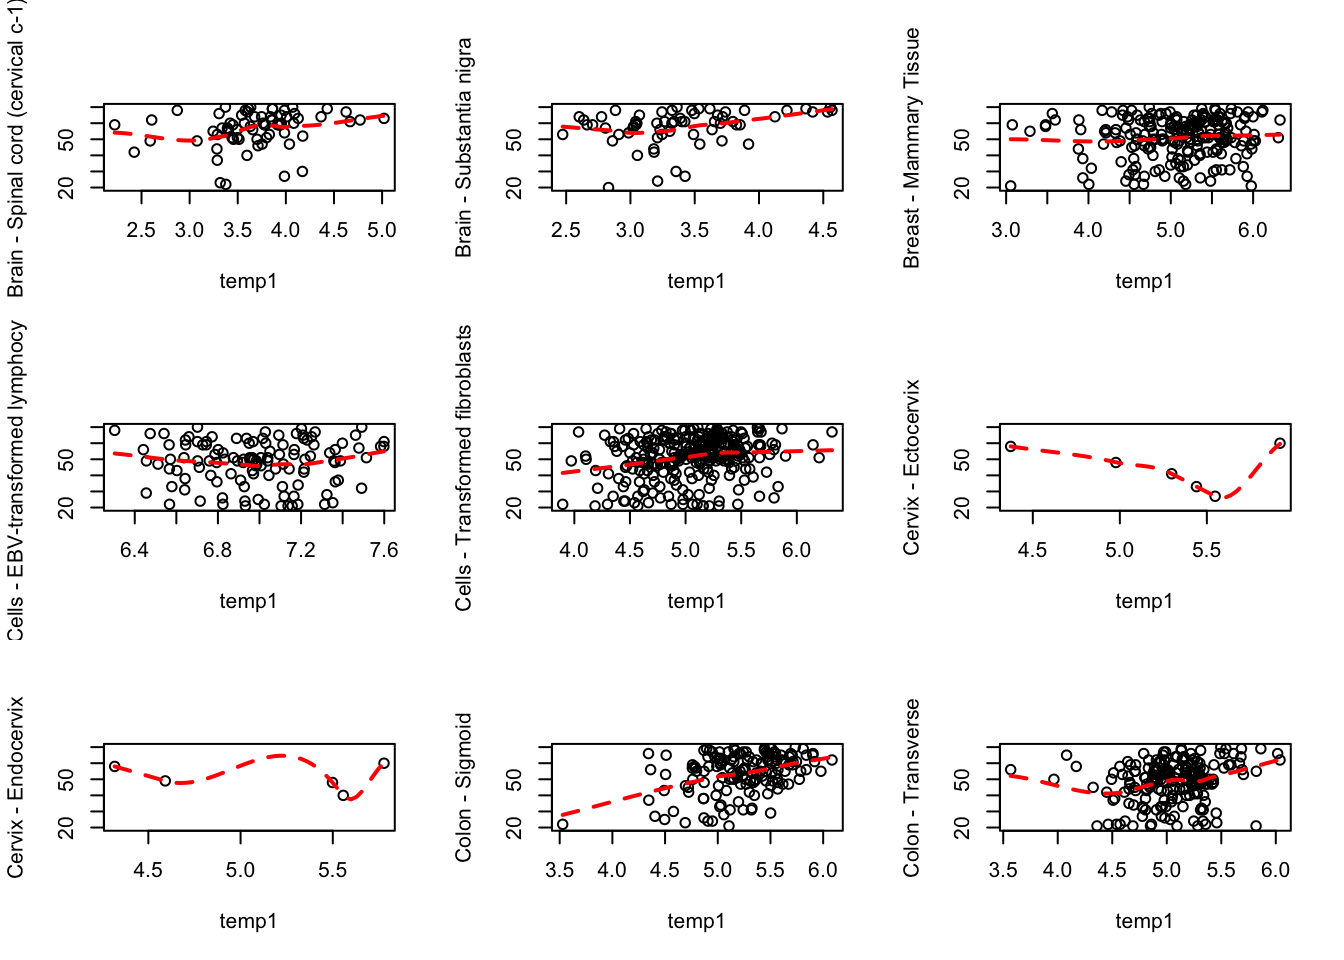 Brain - Spinal cord (cervical c-1)
20 50
2.5 3.0 3.5 4.0 4.5 5.0
temp1
Brain - Substantia nigra
20 50
2.5 3.0 3.5 4.0 4.5
temp1
Breast - Mammary Tissue
20 50
3.0 4.0 5.0 6.0
temp1
Cells - EBV-transformed lymphocy
20 50
6.4 6.8 7.2 7.6
temp1
Cells - Transformed fibroblasts
20 50
4.0 4.5 5.0 5.5 6.0
temp1
Cervix - Ectocervix
20 50
4.5 5.0 5.5
temp1
Cervix - Endocervix
20 50
4.5 5.0 5.5
temp1
Colon - Sigmoid
20 50
3.5 4.0 4.5 5.0 5.5 6.0
temp1
Colon - Transverse
20 50
3.5 4.0 4.5 5.0 5.5 6.0
temp1